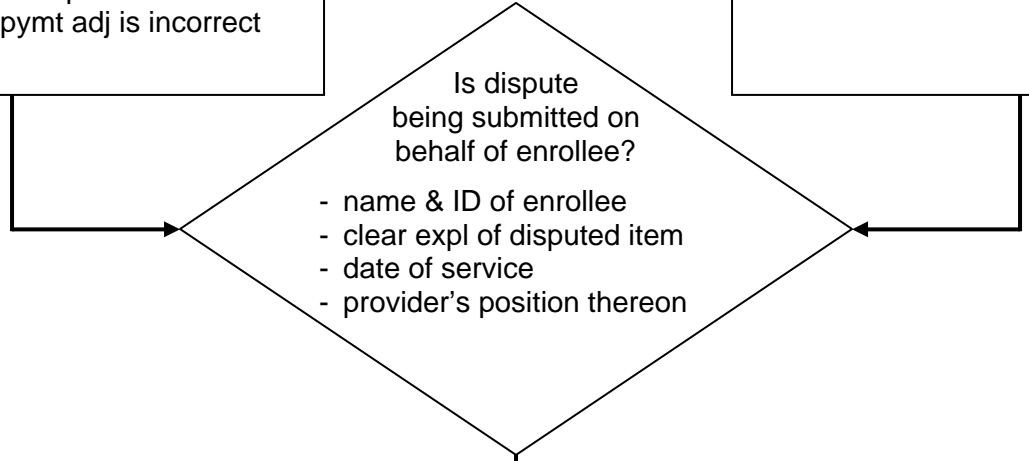 pymt adj is incorrect
Is dispute
being submitted on
behalf of enrollee?
- name & ID of enrollee
- clear expl of disputed item
- date of service
- provider's position thereon